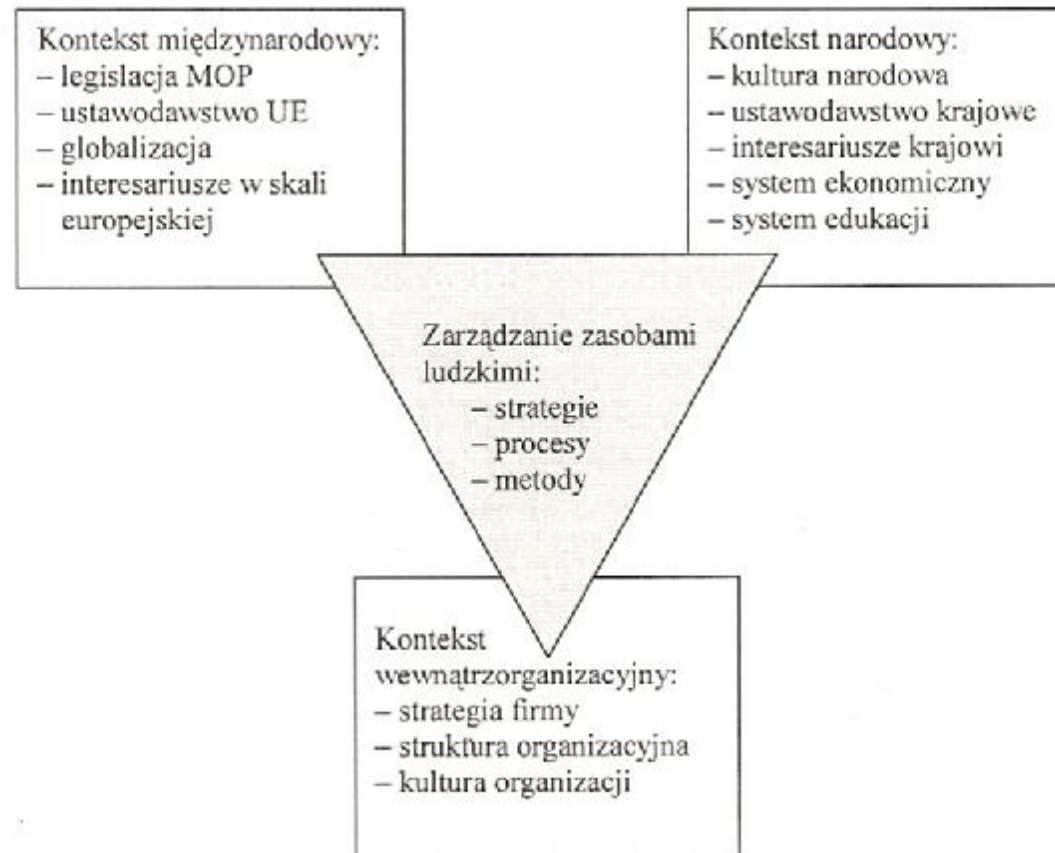 Kontekst międzynarodowy:
– legislacja MOP
– ustawodawstwo UE
– globalizacja
– interesariusze w skali
europejskiej
Kontekst narodowy:
– kultura narodowa
– ustawodawstwo krajowe
– interesariusze krajowi
– system ekonomiczny
– system edukacji
Zarządzanie zasobami
ludzkimi:
– strategie
– procesy
– metody
Kontekst
wewnątrzorganizacyjny:
– strategia firmy
– struktura organizacyjna
– kultura organizacji